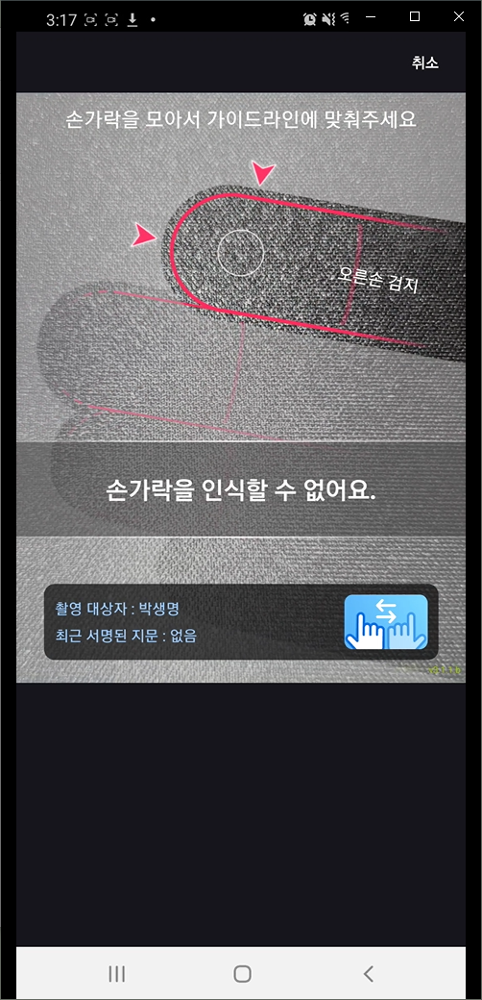 3:17
취소
손가락을 모아서 가이드라인에 맞춰주세요
오른손 검지
손가락을 인식할 수 없어요.
촬영 대상자 : 박생명
최근 서명된 지문 : 없음